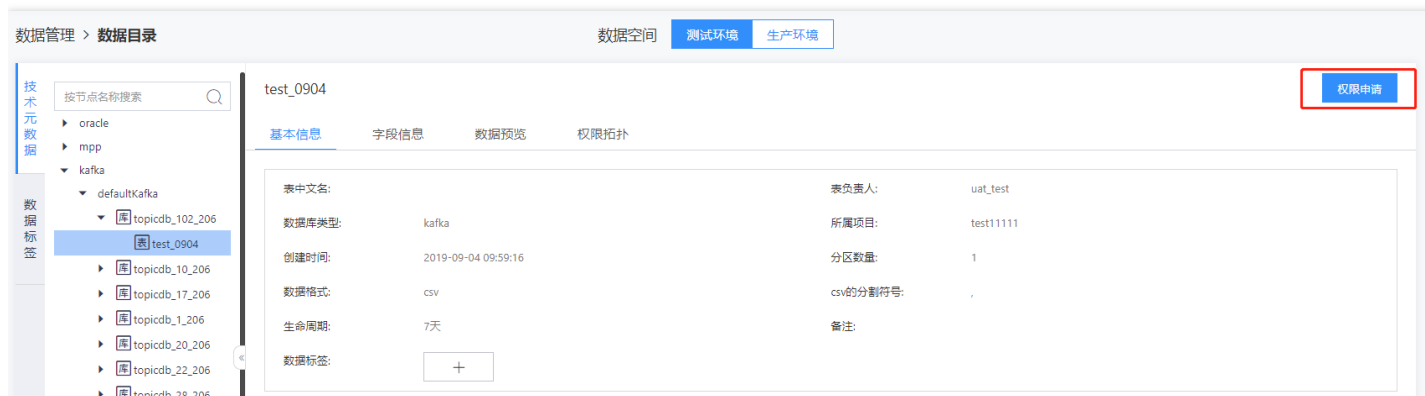 数据管理 > 数据目录
数据空间 测试环境 生产环境
技术元数据
数据标签
按节点名称搜索
oracle
mpp
kafka
defaultKafka
库 topicdb_102_206
表 test_0904
库 topicdb_10_206
库 topicdb_17_206
库 topicdb_1_206
库 topicdb_20_206
库 topicdb_22_206
库 topicdb_28_206
test_0904
权限申请
基本信息 字段信息 数据预览 权限拓扑
表中文名: 表负责人: uat_test
数据库类型: kafka 所属项目: test11111
创建时间: 2019-09-04 09:59:16 分区数量: 1
数据格式: csv csv的分割符号: ,
生命周期: 7天 备注:
数据标签: +